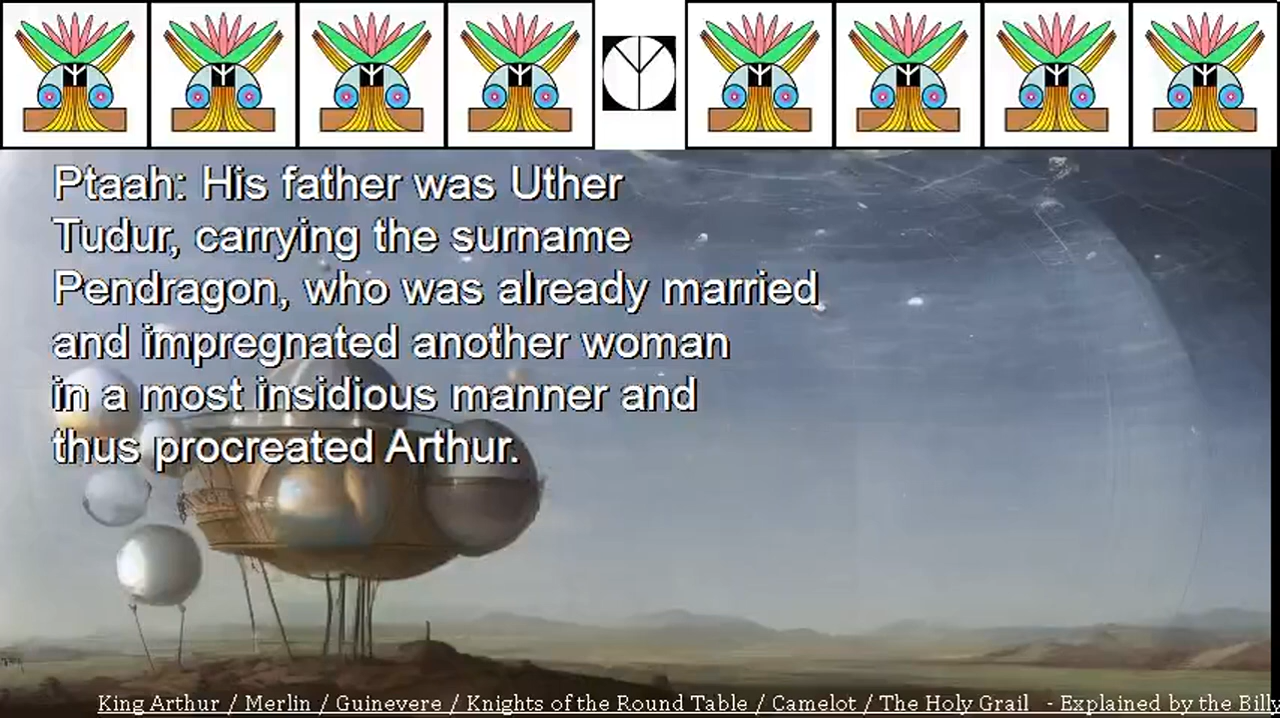 Ptaah: His father was Uther
Tudur, carrying the surname
Pendragon, who was already married
and impregnated another woman
in a most insidious manner and
thus procreated Arthur.
King Arthur / Merlin / Guinevere / Knights of the Round Table / Camelot / The Holy Grail - Explained by the Billy